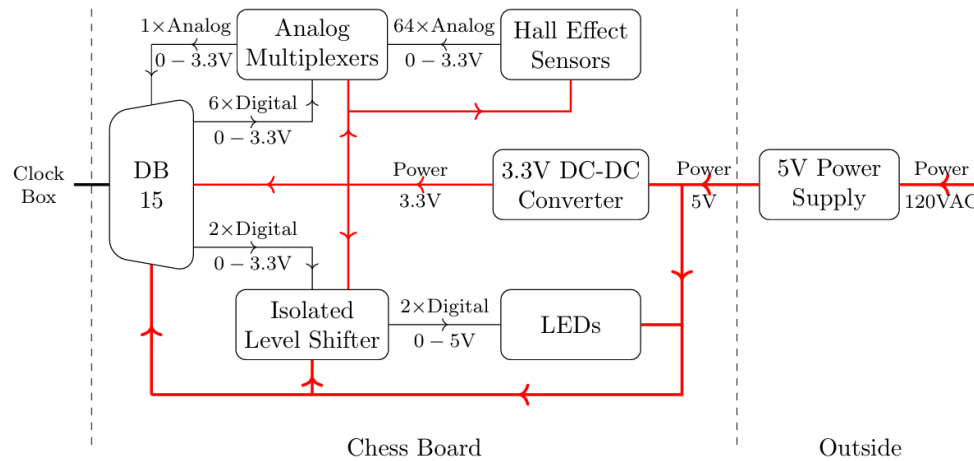 1×Analog
0 – 3.3V
Analog
Multiplexers
64×Analog
0 – 3.3V
Hall Effect
Sensors
6×Digital
0 – 3.3V
Clock
Box
DB
15
Power
3.3V
3.3V DC-DC
Converter
Power
5V
5V Power
Supply
Power
120VAC
2×Digital
0 – 3.3V
Isolated
Level Shifter
2×Digital
0 – 5V
LEDs
Chess Board
Outside